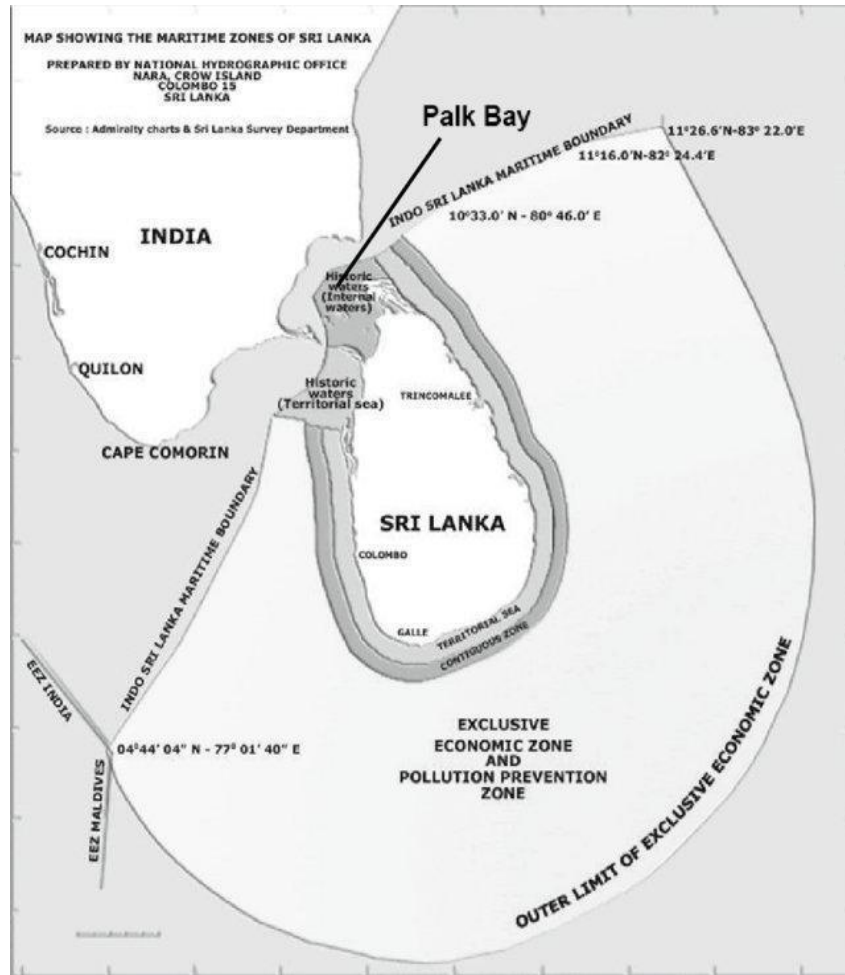 MAP SHOWING THE MARITIME ZONES OF SRI LANKA
PREPARED BY NATIONAL HYDROGRAPHIC OFFICE
NARA, CROW ISLAND
COLOMBO 15
SRI LANKA
Source : Admiralty charts & Sri Lanka Survey Department
Palk Bay
INDO SRI LANKA MARITIME BOUNDARY
11°26.6'N-83° 22.0'E
11°16.0'N-82° 24.4'E
10°33.0' N - 80° 46.0' E
INDIA
COCHIN
Historic
waters
(Internal
waters)
QUILON
Historic
waters
(Territorial sea)
TRINCOMALEE
CAPE COMORIN
SRI LANKA
COLOMBO
INDO SRI LANKA MARITIME BOUNDARY
GALLE
TERRITORIAL SEA
CONTIGUOUS ZONE
EEZ INDIA
04°44' 04" N - 77° 01' 40" E
EEZ MALDIVES
EXCLUSIVE
ECONOMIC ZONE
AND
POLLUTION PREVENTION
ZONE
OUTER LIMIT OF EXCLUSIVE ECONOMIC ZONE